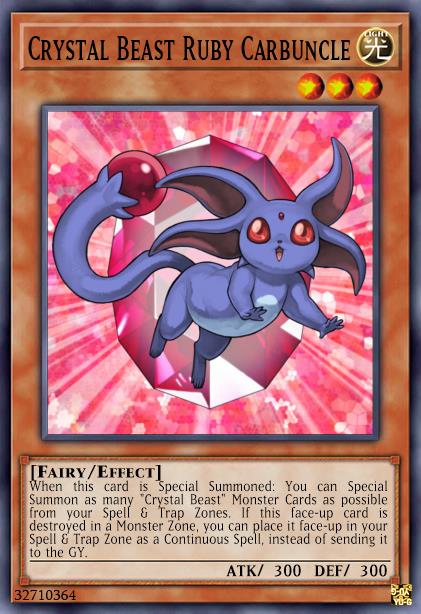 CRYSTAL BEAST RUBY CARBUNCLE
LIGHT
光
[FAIRY/EFFECT]
When this card is Special Summoned: You can Special
Summon as many "Crystal Beast" Monster Cards as possible
from your Spell & Trap Zones. If this face-up card is
destroyed in a Monster Zone, you can place it face-up in your
Spell & Trap Zone as a Continuous Spell, instead of sending it
to the GY.
ATK/ 300 DEF/ 300
32710364